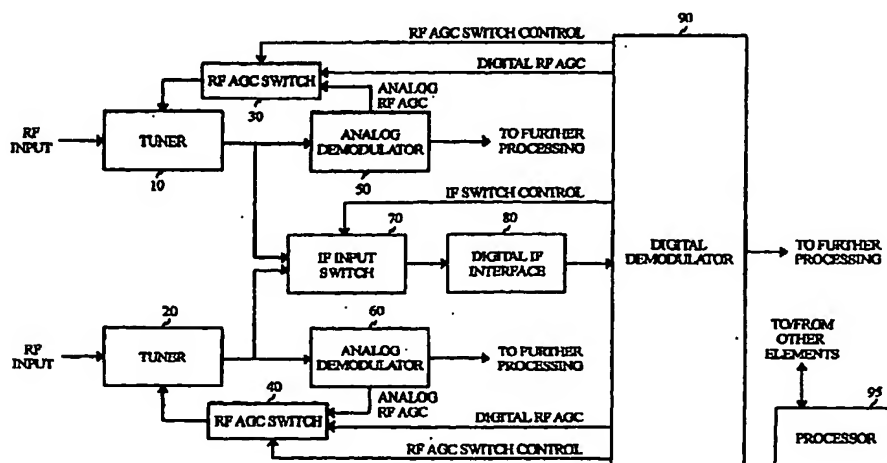 90
RF AGC SWITCH CONTROL
DIGITAL RF AGC
RF AGC SWITCH
30
ANALOG
RF AGC
RF
INPUT
TUNER
10
ANALOG
DEMODULATOR
50
TO FURTHER
PROCESSING
IF SWITCH CONTROL
70
80
IF INPUT
SWITCH
DIGITAL IF
INTERFACE
DIGITAL
DEMODULATOR
TO FURTHER
PROCESSING
20
60
RF
INPUT
TUNER
ANALOG
DEMODULATOR
TO FURTHER
PROCESSING
TO/FROM
OTHER
ELEMENTS
40
ANALOG
RF AGC
RF AGC SWITCH
DIGITAL RF AGC
RF AGC SWITCH CONTROL
95
PROCESSOR